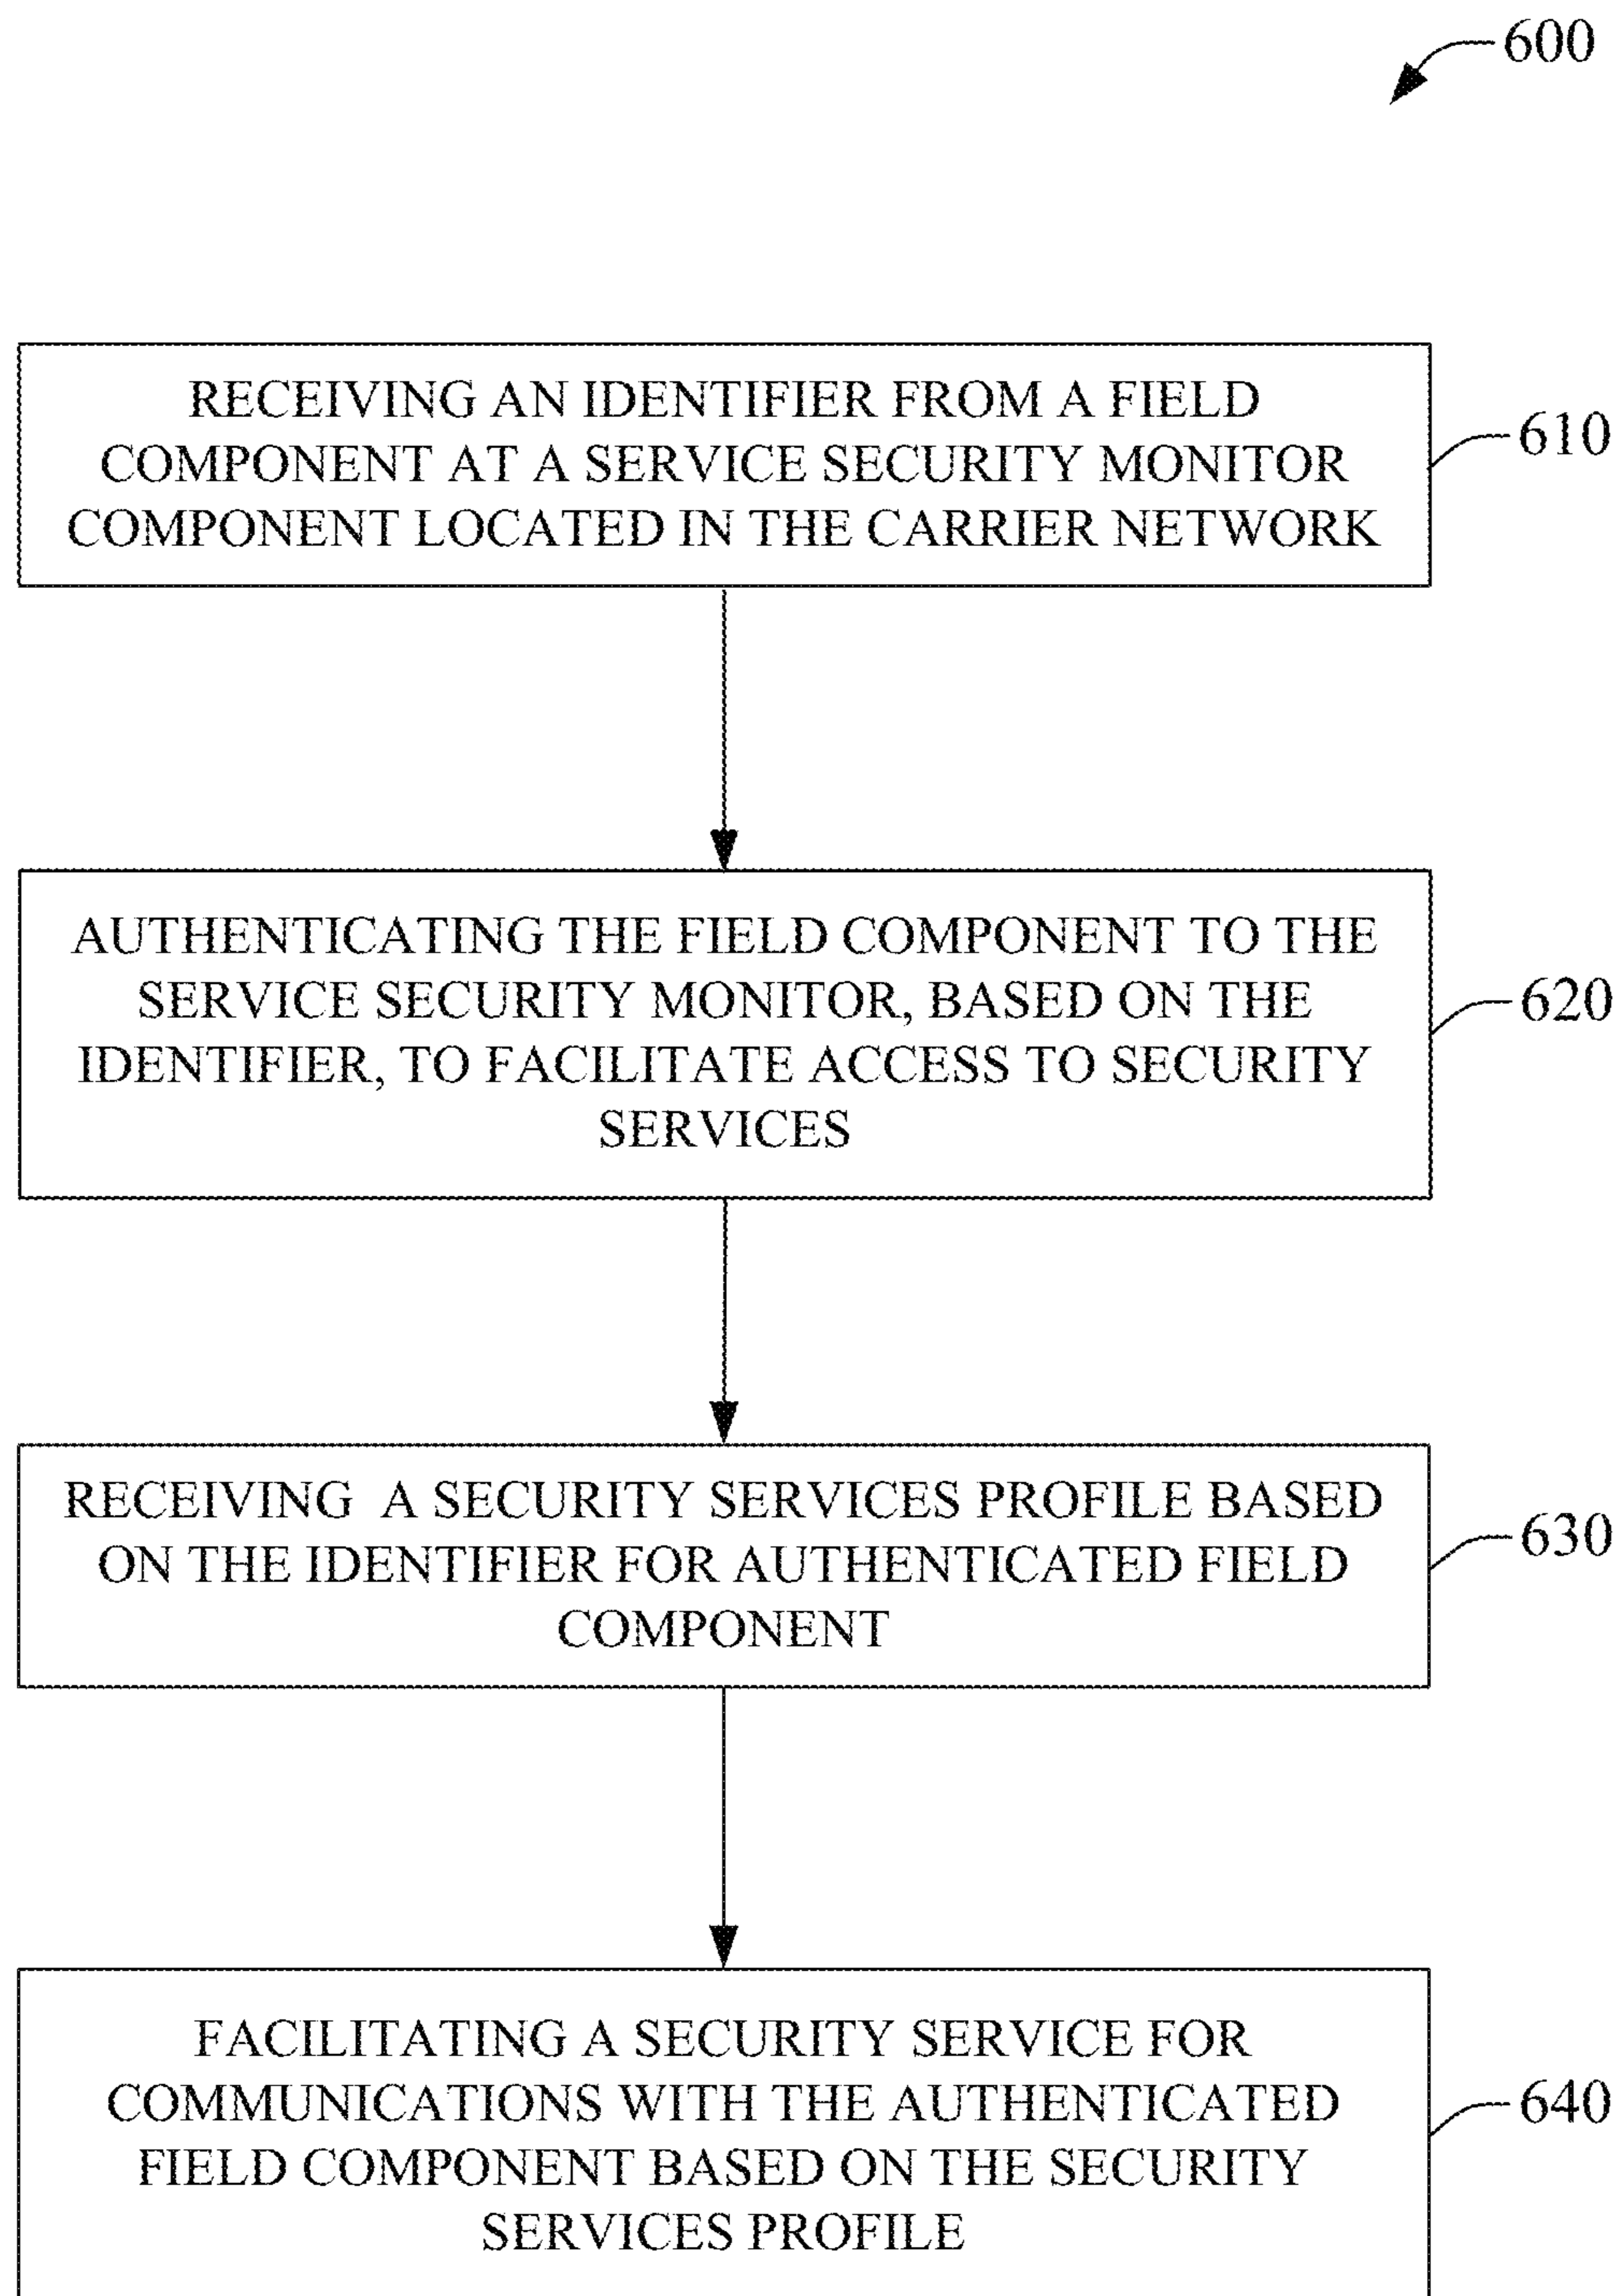 600
RECEIVING AN IDENTIFIER FROM A FIELD
COMPONENT AT A SERVICE SECURITY MONITOR
COMPONENT LOCATED IN THE CARRIER NETWORK
610
AUTHENTICATING THE FIELD COMPONENT TO THE
SERVICE SECURITY MONITOR, BASED ON THE
IDENTIFIER, TO FACILITATE ACCESS TO SECURITY
SERVICES
620
RECEIVING A SECURITY SERVICES PROFILE BASED
ON THE IDENTIFIER FOR AUTHENTICATED FIELD
COMPONENT
630
FACILITATING A SECURITY SERVICE FOR
COMMUNICATIONS WITH THE AUTHENTICATED
FIELD COMPONENT BASED ON THE SECURITY
SERVICES PROFILE
640